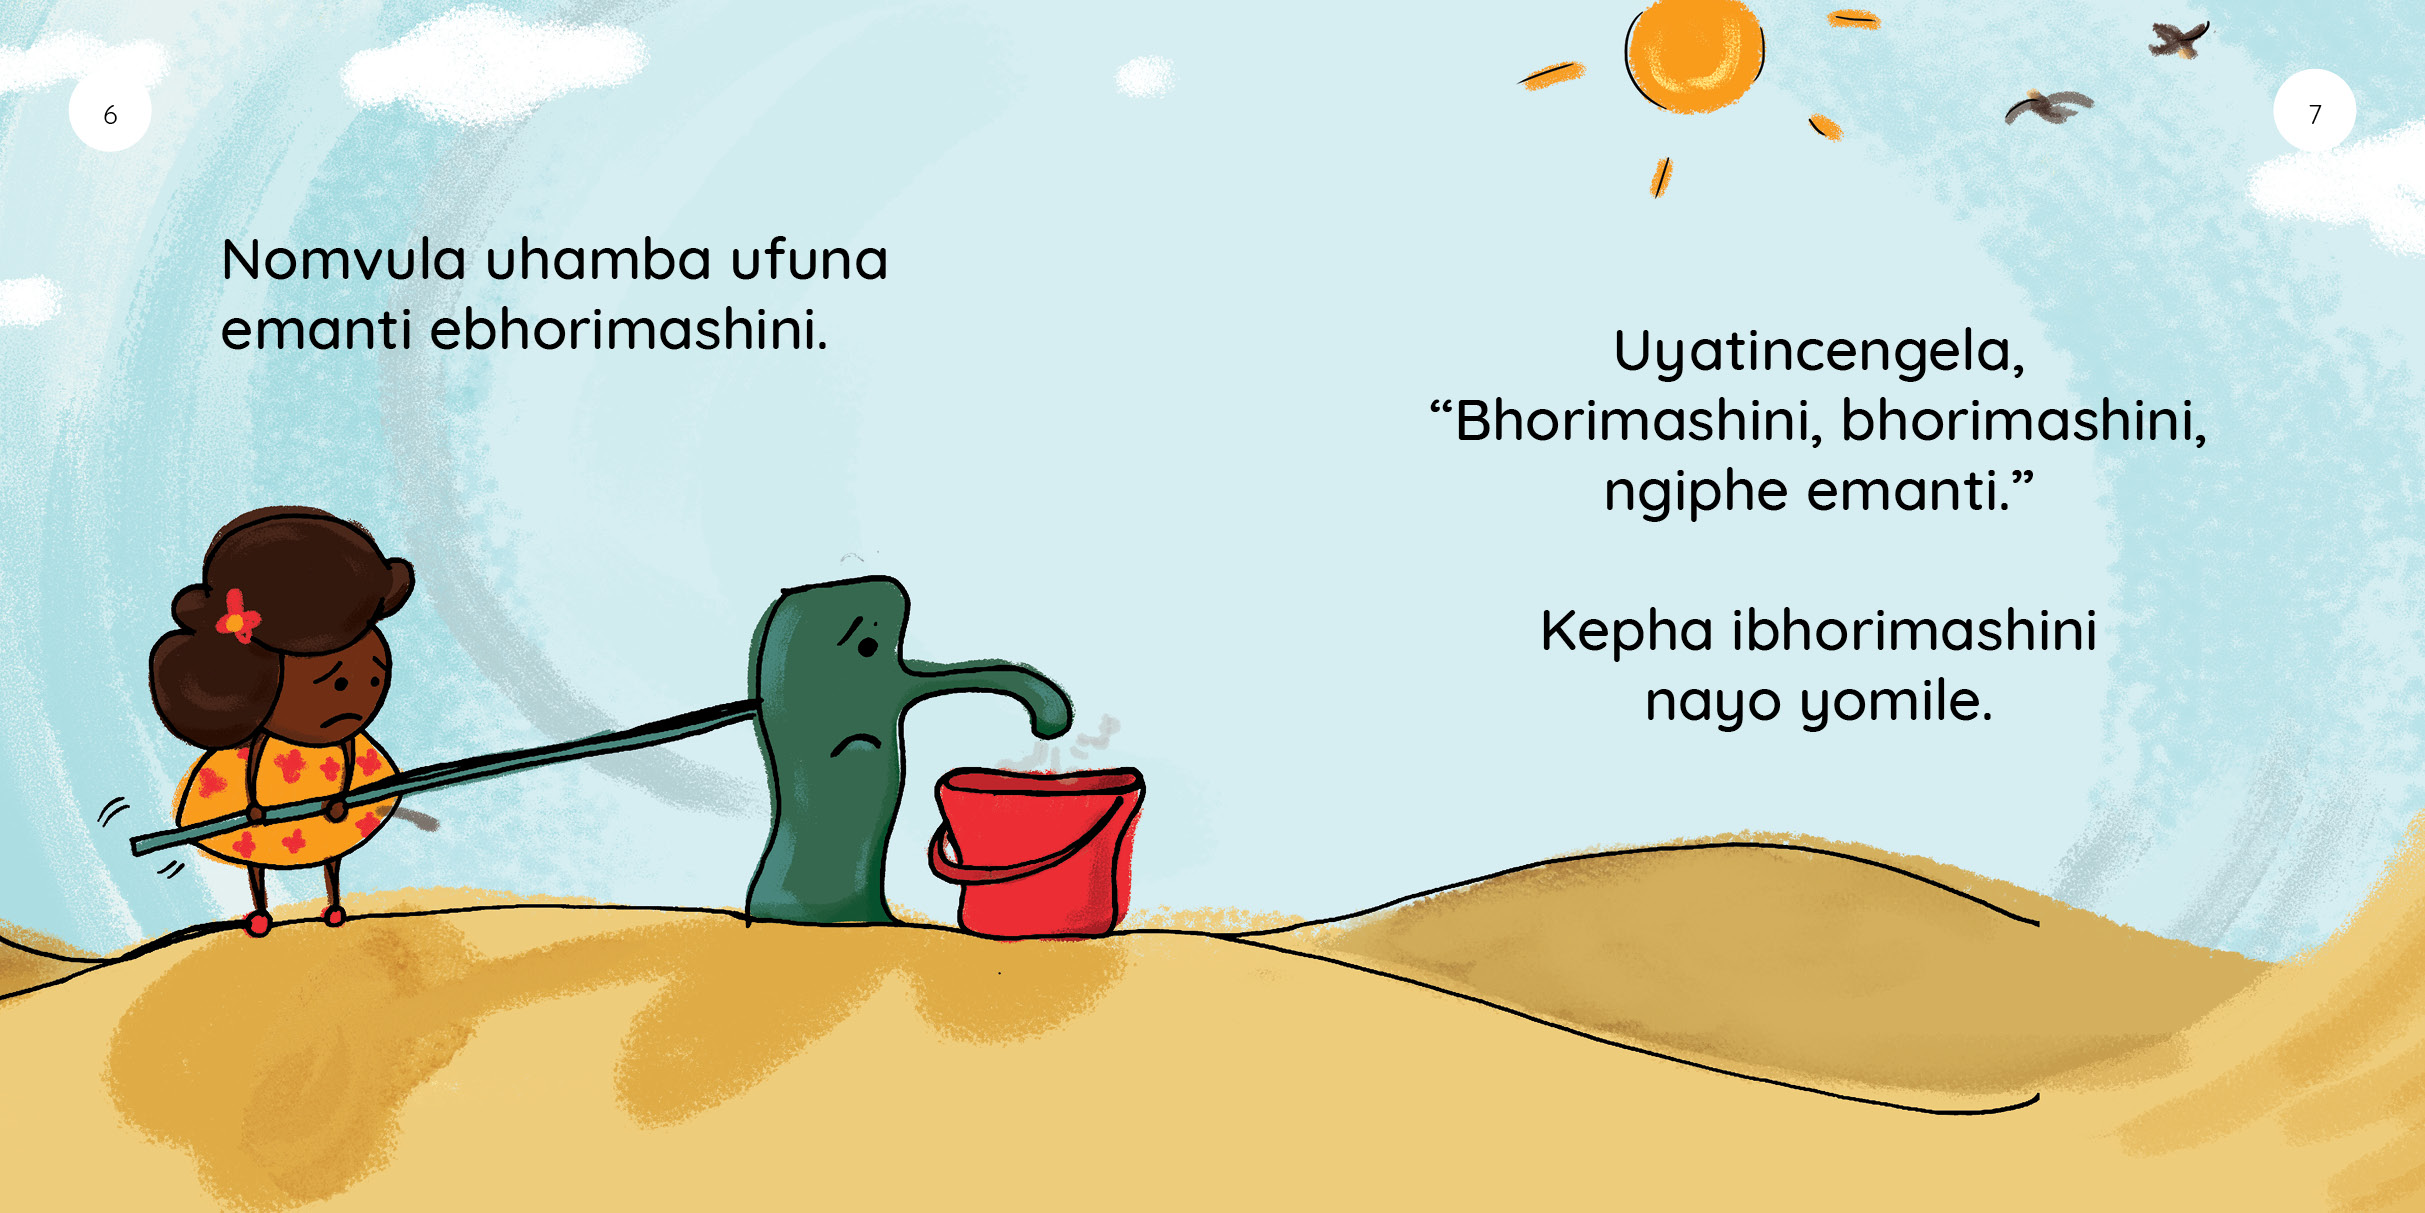 6
Nomvula uhamba ufuna
emanti ebhorimashini.
7
Uyatincengela,
“Bhorimashini, bhorimashini,
ngiphe emanti.”
Kepha ibhorimashini
nayo yomile.